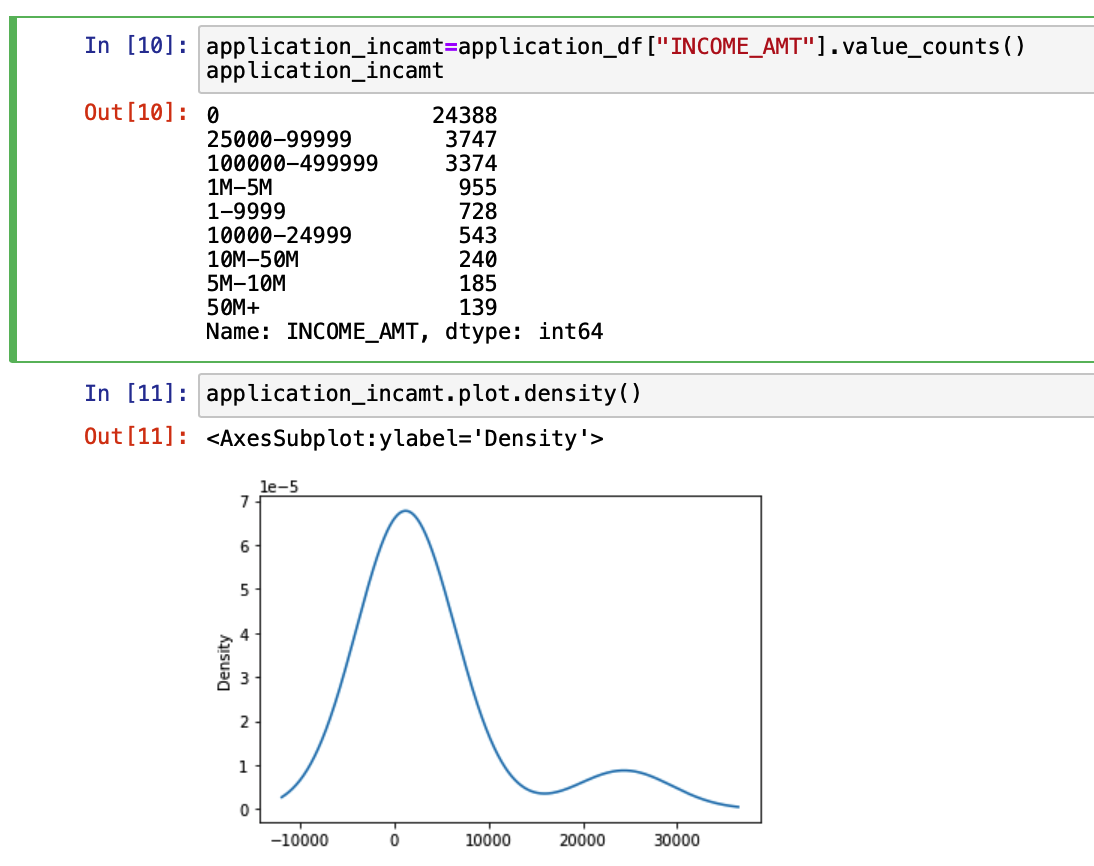 In [10]: application_incamt=application_df["INCOME_AMT"].value_counts()
application_incamt
Out[10]: 0 24388
25000-99999 3747
100000-499999 3374
1M-5M 955
1-9999 728
10000-24999 543
10M-50M 240
5M-10M 185
50M+ 139
Name: INCOME_AMT, dtype: int64
In [11]: application_incamt.plot.density()
Out[11]: <AxesSubplot:ylabel='Density'>
1e-5
7
6
5
4
3
2
1
0
Density
−10000 0 10000 20000 30000